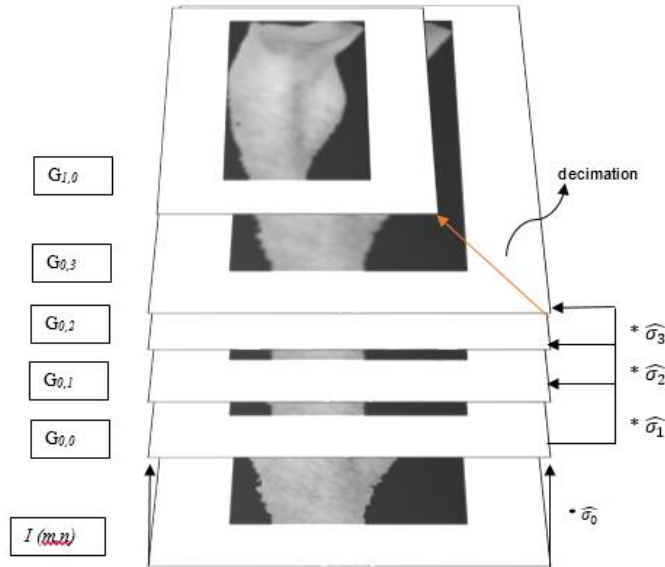 G1,0
decimation
G0,3
G0,2
* σ̂3
G0,1
* σ̂2
G0,0
* σ̂1
I (m,n)
* σ̂0